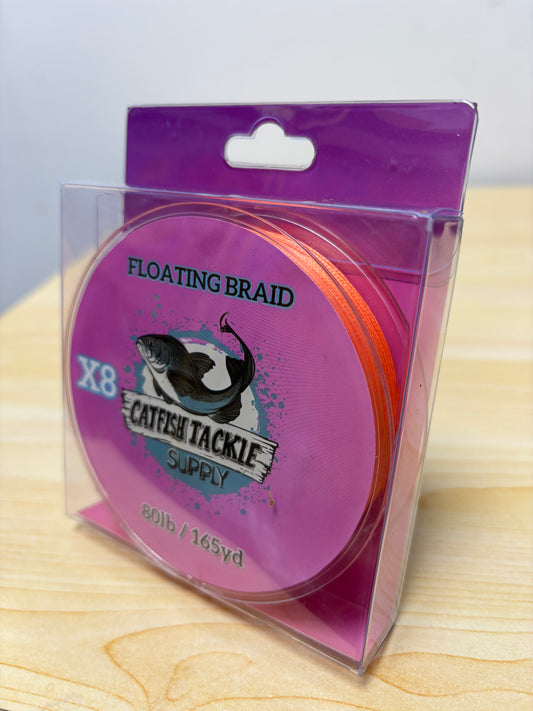 FLOATING BRAID
X8
CATFISH TACKLE
SUPPLY
80lb / 165yd